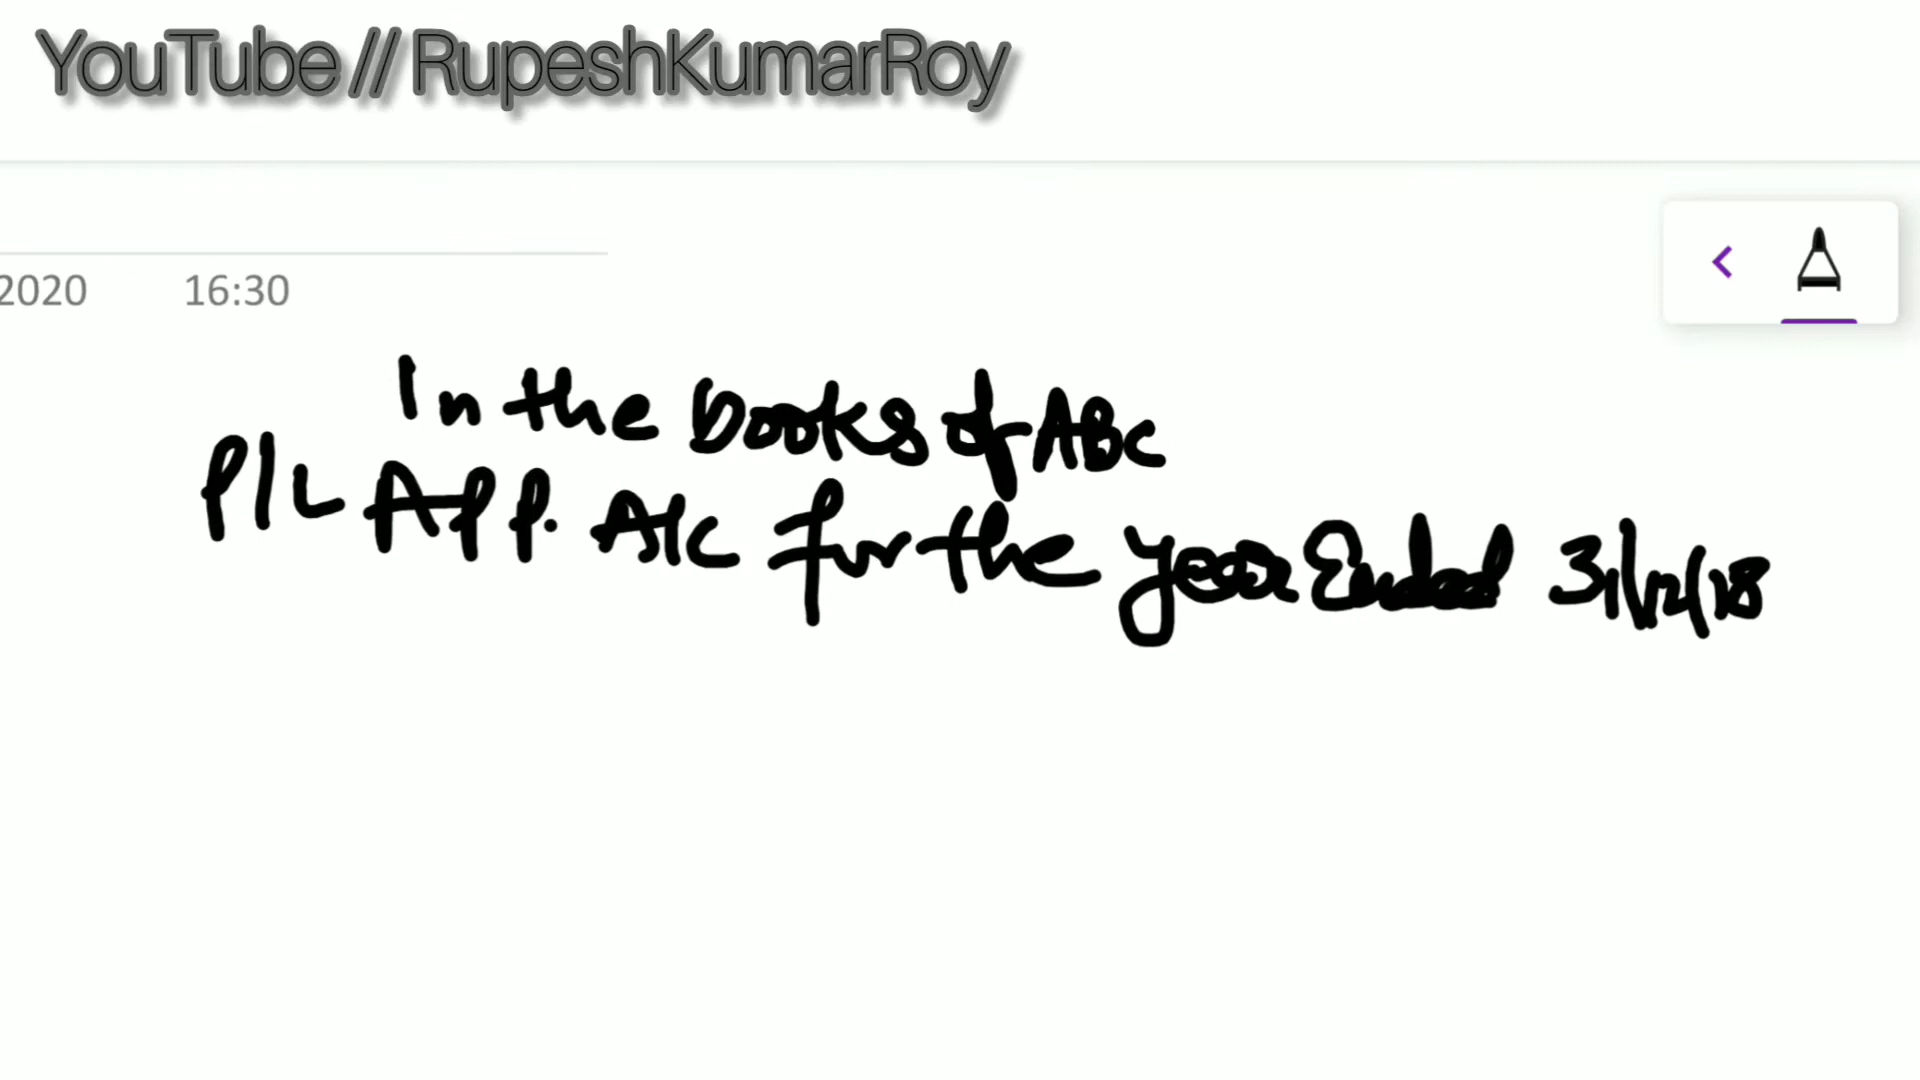 YouTube // RupeshKumarRoy
2020 16:30
In the books of ABC
P/L App. A/c for the year Ended 31/12/18